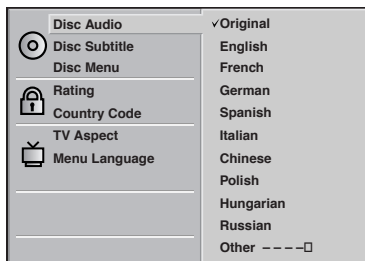 Disc Audio
Disc Subtitle
Disc Menu
Rating
Country Code
TV Aspect
Menu Language
✓Original
English
French
German
Spanish
Italian
Chinese
Polish
Hungarian
Russian
Other – – – –□